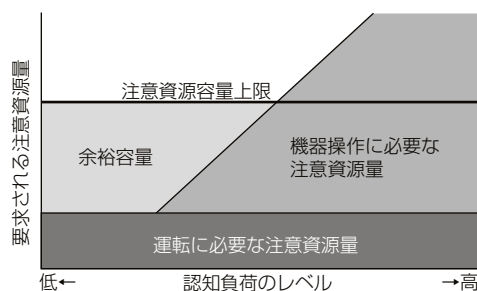 要求される注意資源量
注意資源容量上限
余裕容量
機器操作に必要な
注意資源量
運転に必要な注意資源量
低←
認知負荷のレベル
→高